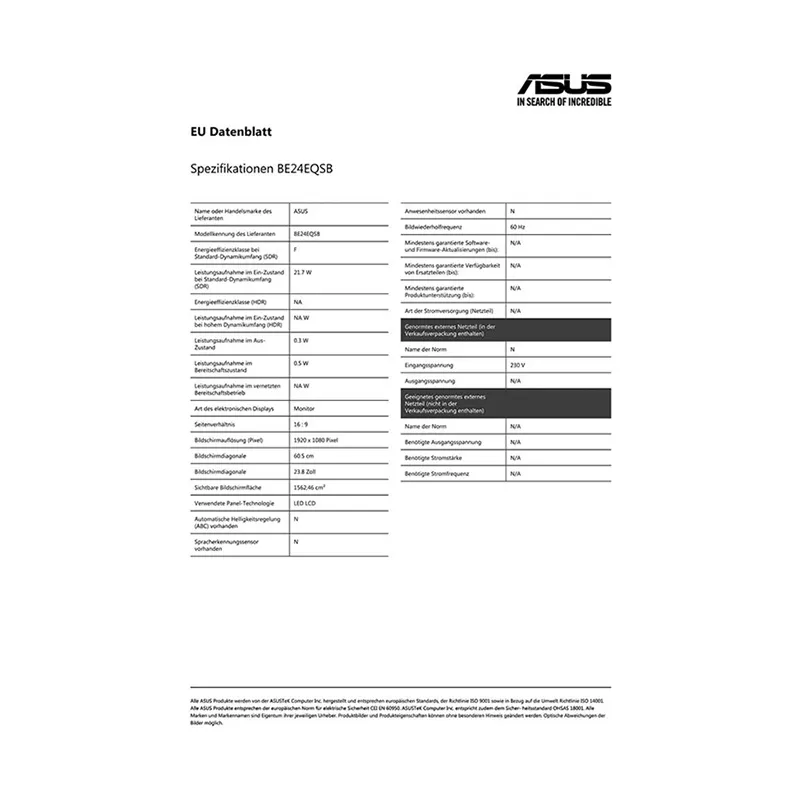 ASUS
IN SEARCH OF INCREDIBLE
EU Datenblatt
Spezifikationen BE24EQSB
Name oder Handelsmarke des
Lieferanten
ASUS
Modellkennung des Lieferanten
BE24EQSB
Energieeffizienzklasse bei
Standard-Dynamikumfang (SDR)
F
Leistungsaufnahme im Ein-Zustand
bei Standard-Dynamikumfang
(SDR)
21.7 W
Energieeffizienzklasse (HDR)
NA
Leistungsaufnahme im Ein-Zustand
bei hohem Dynamikumfang (HDR)
NA W
Leistungsaufnahme im Aus-
Zustand
0.3 W
Leistungsaufnahme im
Bereitschaftszustand
0.5 W
Leistungsaufnahme im vernetzten
Bereitschaftsbetrieb
NA W
Art des elektronischen Displays
Monitor
Seitenverhältnis
16 : 9
Bildschirmauflösung (Pixel)
1920 x 1080 Pixel
Bildschirmdiagonale
60.5 cm
Bildschirmdiagonale
23.8 Zoll
Sichtbare Bildschirmfläche
1562,46 cm²
Verwendete Panel-Technologie
LED LCD
Automatische Helligkeitsregelung
(ABC) vorhanden
N
Spracherkennungssensor
vorhanden
N
Anwesenheitssensor vorhanden
N
Bildwiederholfrequenz
60 Hz
Mindestens garantierte Software-
und Firmware-Aktualisierungen (bis):
N/A
Mindestens garantierte Verfügbarkeit
von Ersatzteilen (bis):
N/A
Mindestens garantierte
Produktunterstützung (bis):
N/A
Art der Stromversorgung (Netzteil)
N/A
Genormtes externes Netzteil (in der
Verkaufsverpackung enthalten)
Name der Norm
N
Eingangsspannung
230 V
Ausgangsspannung
N/A
Geeignetes genormtes externes
Netzteil (nicht in der
Verkaufsverpackung enthalten)
Name der Norm
N/A
Benötigte Ausgangsspannung
N/A
Benötigte Stromstärke
N/A
Benötigte Stromfrequenz
N/A
Alle ASUS Produkte werden von der ASUSTeK Computer Inc. hergestellt und entsprechen europäischen Standards, der Richtlinie ISO 9001 sowie in Bezug auf die Umwelt Richtlinie ISO 14001.
Alle ASUS Produkte entsprechen der europäischen Norm für elektrische Sicherheit CEI EN 60950. ASUSTeK Computer Inc. entspricht zudem dem Sicher- heitsstandard OHSAS 18001. Alle
Marken und Markennamen sind Eigentum ihrer jeweiligen Urheber. Produktbilder und Produkteigenschaften können ohne besonderen Hinweis geändert werden. Optische Abweichungen der
Bilder möglich.